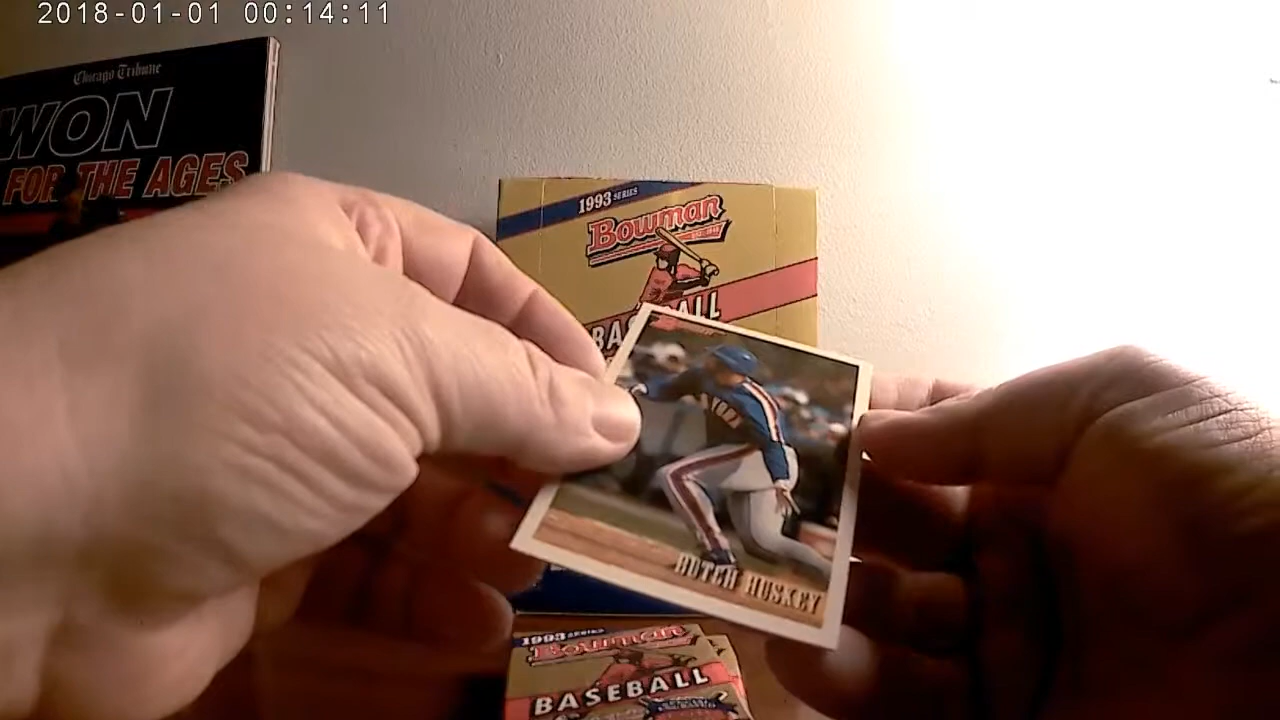 2018-01-01 00:14:11
Chicago Tribune
WON
FOR THE AGES
1993 SERIES
Bowman
YORK
BUTCH HUSKEY
1993 SERIES
Bowman
BASEBALL